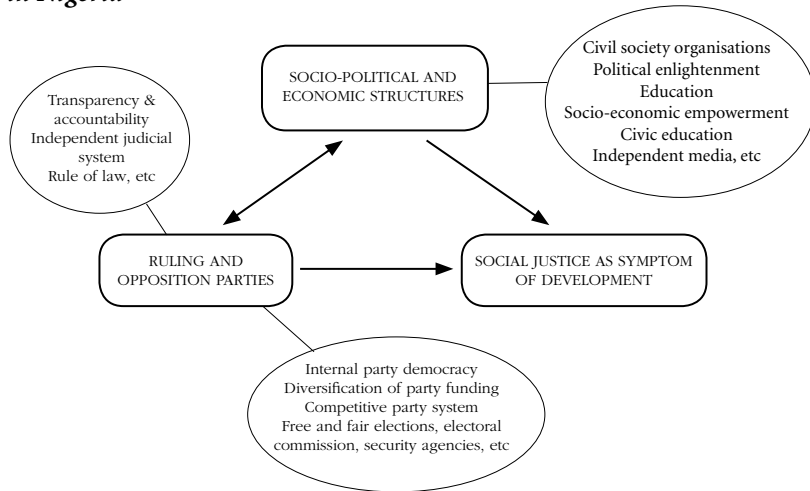 in Nigeria
SOCIO-POLITICAL AND
ECONOMIC STRUCTURES
Civil society organisations
Political enlightenment
Education
Socio-economic empowerment
Civic education
Independent media, etc
Transparency &
accountability
Independent judicial
system
Rule of law, etc
RULING AND
OPPOSITION PARTIES
SOCIAL JUSTICE AS SYMPTOM
OF DEVELOPMENT
Internal party democracy
Diversification of party funding
Competitive party system
Free and fair elections, electoral
commission, security agencies, etc